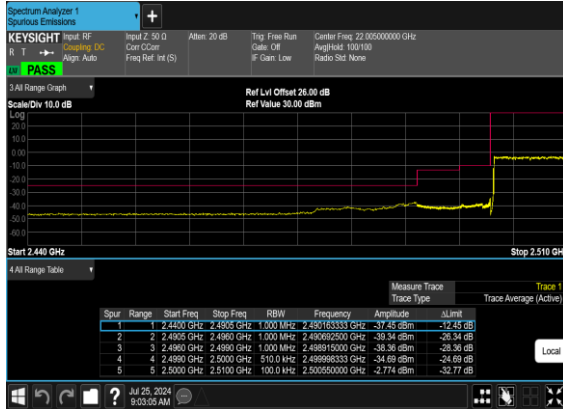 Spectrum Analyzer 1
Spurious Emissions
+
KEYSIGHT Input: RF Input Z: 50 Ω Atten: 20 dB Trig: Free Run Center Freq: 22.005000000 GHz
R T Coupling: DC Corr CCorr Gate: Off Avg|Hold: 100/100
Align: Auto Freq Ref: Int (S) IF Gain: Low Radio Std: None
PASS
3 All Range Graph
Ref Lvl Offset 26.00 dB
Scale/Div 10.0 dB Ref Value 30.00 dBm
Log
20.0
10.0
0.00
-10.0
-20.0
-30.0
-40.0
-50.0
-60.0
Start 2.440 GHz Stop 2.510 GH
4 All Range Table
Measure Trace Trace 1
Trace Type Trace Average (Active)
Spur Range Start Freq Stop Freq RBW Frequency Amplitude ΔLimit
1 1 2.4400 GHz 2.4905 GHz 1.000 MHz 2.490163333 GHz -37.45 dBm -12.45 dB
2 2 2.4905 GHz 2.4960 GHz 1.000 MHz 2.490692500 GHz -39.34 dBm -26.34 dB
3 3 2.4960 GHz 2.4990 GHz 1.000 MHz 2.498915000 GHz -38.36 dBm -28.36 dB
4 4 2.4990 GHz 2.5000 GHz 510.0 kHz 2.499998333 GHz -34.69 dBm -24.69 dB
5 5 2.5000 GHz 2.5100 GHz 100.0 kHz 2.500550000 GHz -2.774 dBm -32.77 dB
Local
?
Jul 25, 2024
9:03:05 AM